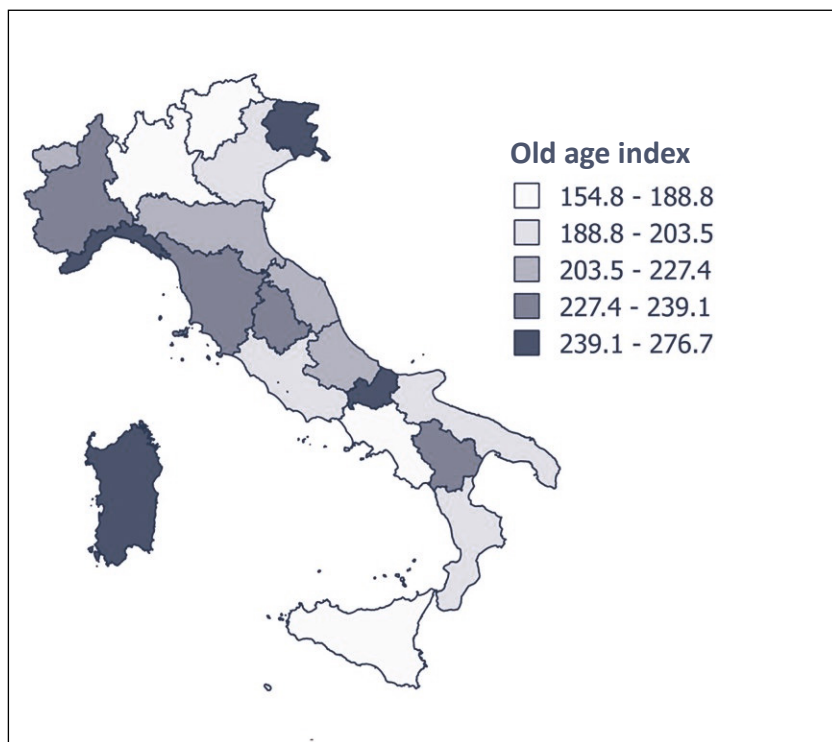 Old age index
154.8 - 188.8
188.8 - 203.5
203.5 - 227.4
227.4 - 239.1
239.1 - 276.7